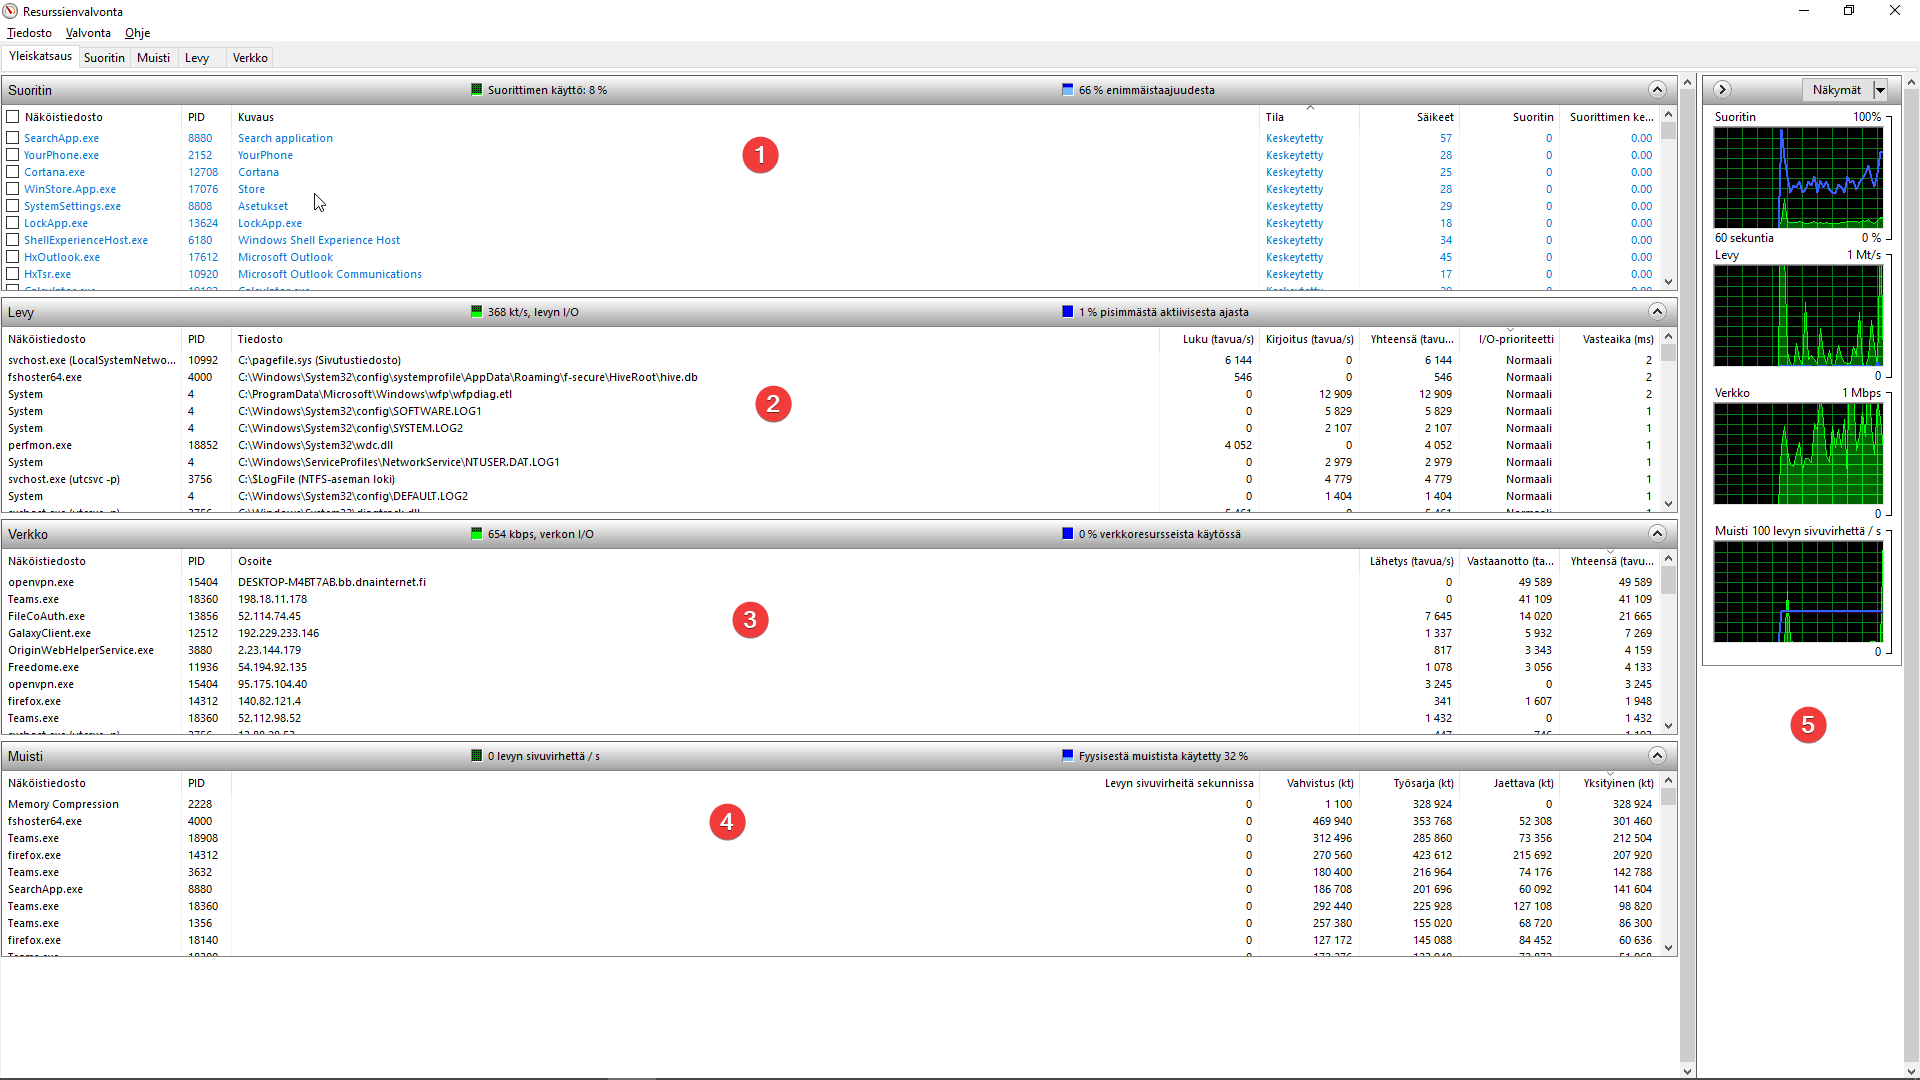 Resurssienvalvonta
Tiedosto Valvonta Ohje
Yleiskatsaus Suoritin Muisti Levy Verkko
Suoritin Suorittimen käyttö: 8 % 66 % enimmäistaajuudesta
Näköistiedosto PID Kuvaus Tila Säikeet Suoritin Suorittimen ke...
SearchApp.exe 8880 Search application Keskeytetty 57 0 0.00
YourPhone.exe 2152 YourPhone Keskeytetty 28 0 0.00
Cortana.exe 12708 Cortana Keskeytetty 25 0 0.00
WinStore.App.exe 17076 Store Keskeytetty 28 0 0.00
SystemSettings.exe 8808 Asetukset Keskeytetty 29 0 0.00
LockApp.exe 13624 LockApp.exe Keskeytetty 18 0 0.00
ShellExperienceHost.exe 6180 Windows Shell Experience Host Keskeytetty 34 0 0.00
HxOutlook.exe 17612 Microsoft Outlook Keskeytetty 45 0 0.00
HxTsr.exe 10920 Microsoft Outlook Communications Keskeytetty 17 0 0.00
1
Levy 368 kt/s, levyn I/O 1 % pisimmästä aktiivisesta ajasta
Näköistiedosto PID Tiedosto Luku (tavua/s) Kirjoitus (tavua/s) Yhteensä (tavu... I/O-prioriteetti Vasteaika (ms)
svchost.exe (LocalSystemNetwo... 10992 C:\pagefile.sys (Sivutustiedosto) 6 144 0 6 144 Normaali 2
fshoster64.exe 4000 C:\Windows\System32\config\systemprofile\AppData\Roaming\f-secure\HiveRoot\hive.db 546 0 546 Normaali 2
System 4 C:\ProgramData\Microsoft\Windows\wfp\wfpdiag.etl 0 12 909 12 909 Normaali 2
System 4 C:\Windows\System32\config\SOFTWARE.LOG1 0 5 829 5 829 Normaali 1
System 4 C:\Windows\System32\config\SYSTEM.LOG2 0 2 107 2 107 Normaali 1
perfmon.exe 18852 C:\Windows\System32\wdc.dll 4 052 0 4 052 Normaali 1
System 4 C:\Windows\ServiceProfiles\NetworkService\NTUSER.DAT.LOG1 0 2 979 2 979 Normaali 1
svchost.exe (utcsvc -p) 3756 C:\$LogFile (NTFS-aseman loki) 0 4 779 4 779 Normaali 1
System 4 C:\Windows\System32\config\DEFAULT.LOG2 0 1 404 1 404 Normaali 1
2
Verkko 654 kbps, verkon I/O 0 % verkkoresursseista käytössä
Näköistiedosto PID Osoite Lähetys (tavua/s) Vastaanotto (ta... Yhteensä (tavu...
openvpn.exe 15404 DESKTOP-M4BT7AB.bb.dnainternet.fi 0 49 589 49 589
Teams.exe 18360 198.18.11.178 0 41 109 41 109
FileCoAuth.exe 13856 52.114.74.45 7 645 14 020 21 665
GalaxyClient.exe 12512 192.229.233.146 1 337 5 932 7 269
OriginWebHelperService.exe 3880 2.23.144.179 817 3 343 4 159
Freedome.exe 11936 54.194.92.135 1 078 3 056 4 133
openvpn.exe 15404 95.175.104.40 3 245 0 3 245
firefox.exe 14312 140.82.121.4 341 1 607 1 948
Teams.exe 18360 52.112.98.52 1 432 0 1 432
3
Muisti 0 levyn sivuvirhettä / s Fyysisestä muistista käytetty 32 %
Näköistiedosto PID Levyn sivuvirheitä sekunnissa Vahvistus (kt) Työsarja (kt) Jaettava (kt) Yksityinen (kt)
Memory Compression 2228 0 1 100 328 924 0 328 924
fshoster64.exe 4000 0 469 940 353 768 52 308 301 460
Teams.exe 18908 0 312 496 285 860 73 356 212 504
firefox.exe 14312 0 270 560 423 612 215 692 207 920
Teams.exe 3632 0 180 400 216 964 74 176 142 788
SearchApp.exe 8880 0 186 708 201 696 60 092 141 604
Teams.exe 18360 0 292 440 225 928 127 108 98 820
Teams.exe 1356 0 257 380 155 020 68 720 86 300
firefox.exe 18140 0 127 172 145 088 84 452 60 636
4
Näkymät
Suoritin 100%
60 sekuntia 0 %
Levy 1 Mt/s
0
Verkko 1 Mbps
0
Muisti 100 levyn sivuvirhettä / s
0
5